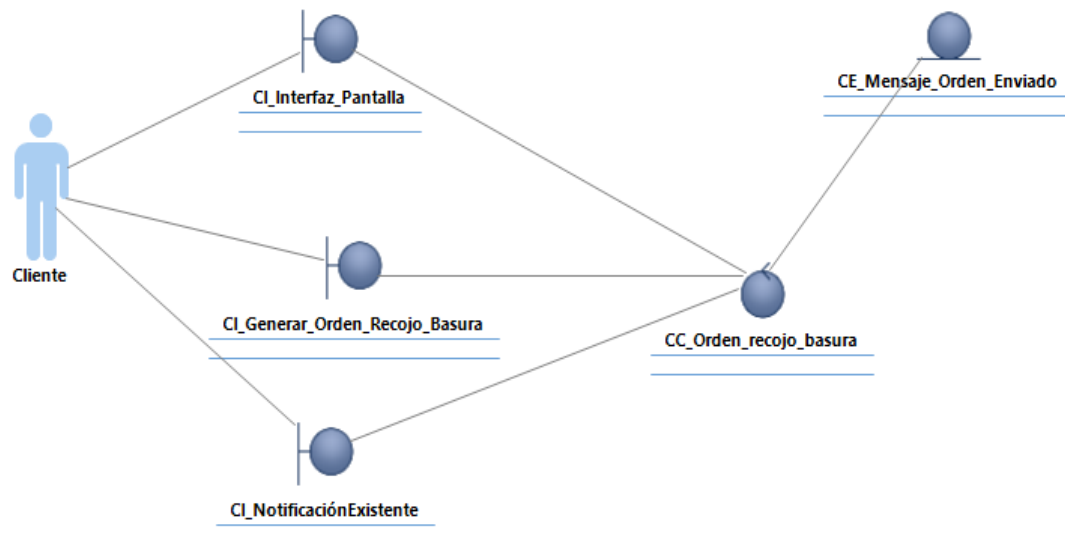 CI_Interfaz_Pantalla
CE_Mensaje_Orden_Enviado
Cliente
CI_Generar_Orden_Recojo_Basura
CC_Orden_recojo_basura
CI_NotificaciónExistente